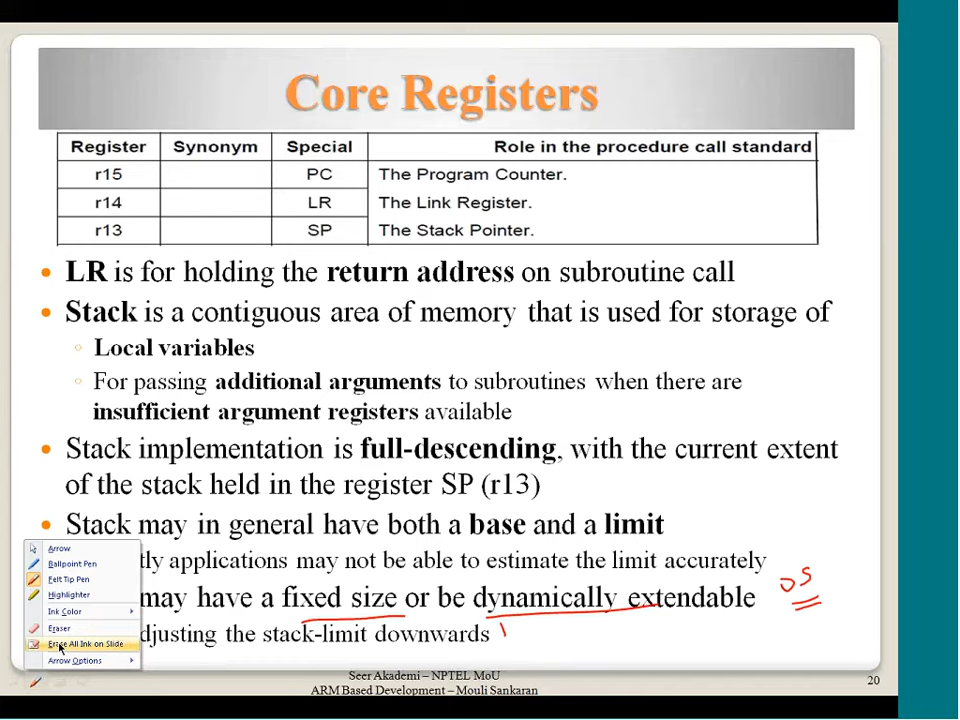 Core Registers
Register Synonym Special Role in the procedure call standard
r15 PC The Program Counter.
r14 LR The Link Register.
r13 SP The Stack Pointer.
• LR is for holding the return address on subroutine call
• Stack is a contiguous area of memory that is used for storage of
◦ Local variables
◦ For passing additional arguments to subroutines when there are
insufficient argument registers available
• Stack implementation is full-descending, with the current extent
of the stack held in the register SP (r13)
• Stack may in general have both a base and a limit
applications may not be able to estimate the limit accurately
may have a fixed size or be dynamically extendable
OS
djusting the stack-limit downwards
Arrow
Ballpoint Pen
Felt Tip Pen
Highlighter
Ink Color
Eraser
Erase All Ink on Slide
Arrow Options
Seer Akademi – NPTEL MoU
ARM Based Development – Mouli Sankaran
20